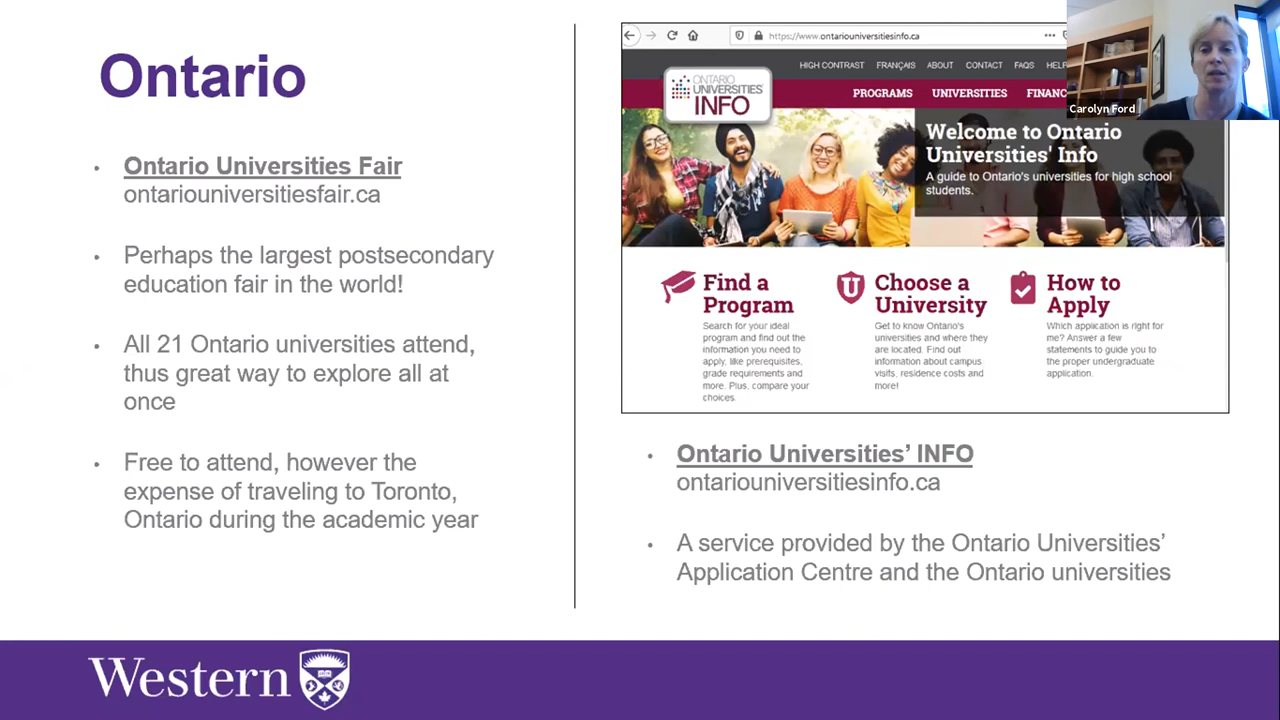 Ontario
• Ontario Universities Fair
ontariouniversitiesfair.ca
• Perhaps the largest postsecondary
education fair in the world!
• All 21 Ontario universities attend,
thus great way to explore all at
once
• Free to attend, however the
expense of traveling to Toronto,
Ontario during the academic year
https://www.ontariouniversitiesinfo.ca
HIGH CONTRAST FRANÇAIS ABOUT CONTACT FAQS HELP
ONTARIO
UNIVERSITIES'
INFO
PROGRAMS UNIVERSITIES FINANC
Carolyn Ford
Welcome to Ontario
Universities' Info
A guide to Ontario's universities for high school
students.
Find a
Program
Search for your ideal
program and find out the
information you need to
apply, like prerequisites,
grade requirements and
more. Plus, compare your
choices.
Choose a
University
Get to know Ontario's
universities and where they
are located. Find out
information about campus
visits, residence costs and
more!
How to
Apply
Which application is right for
me? Answer a few
statements to guide you to
the proper undergraduate
application.
• Ontario Universities’ INFO
ontariouniversitiesinfo.ca
• A service provided by the Ontario Universities’
Application Centre and the Ontario universities
Western